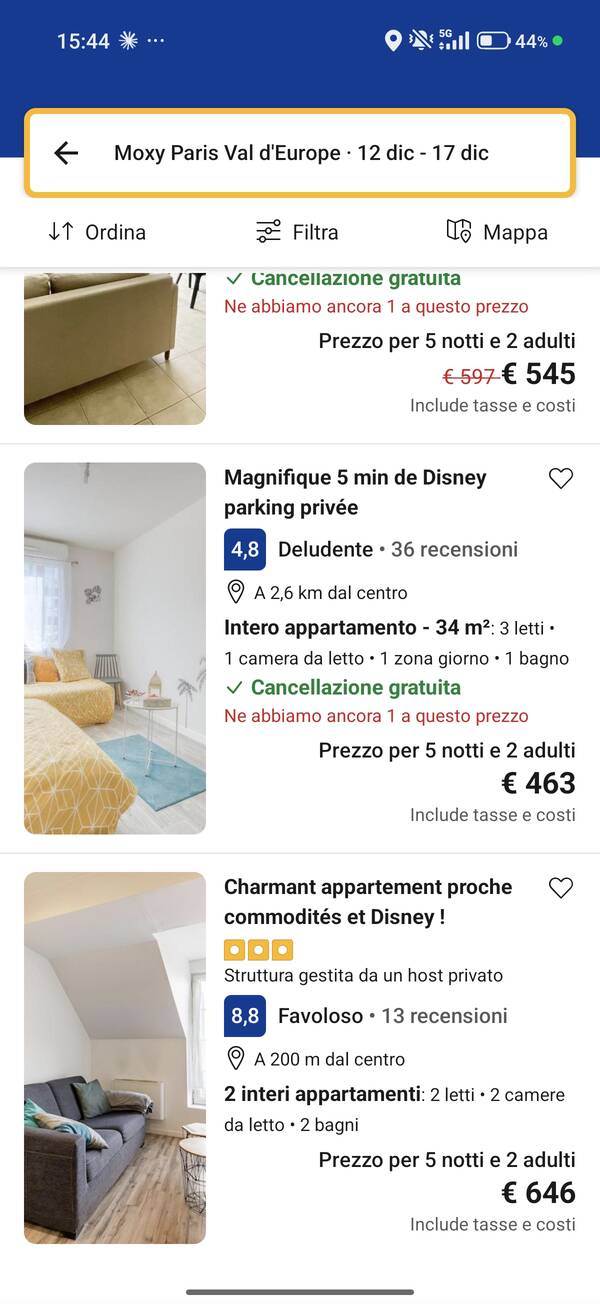 15:44
5G
44%
Moxy Paris Val d'Europe · 12 dic - 17 dic
Ordina
Filtra
Mappa
Cancellazione gratuita
Ne abbiamo ancora 1 a questo prezzo
Prezzo per 5 notti e 2 adulti
€ 597 € 545
Include tasse e costi
Magnifique 5 min de Disney
parking privée
4,8 Deludente • 36 recensioni
A 2,6 km dal centro
Intero appartamento - 34 m²: 3 letti •
1 camera da letto • 1 zona giorno • 1 bagno
Cancellazione gratuita
Ne abbiamo ancora 1 a questo prezzo
Prezzo per 5 notti e 2 adulti
€ 463
Include tasse e costi
Charmant appartement proche
commodités et Disney !
Struttura gestita da un host privato
8,8 Favoloso • 13 recensioni
A 200 m dal centro
2 interi appartamenti: 2 letti • 2 camere
da letto • 2 bagni
Prezzo per 5 notti e 2 adulti
€ 646
Include tasse e costi